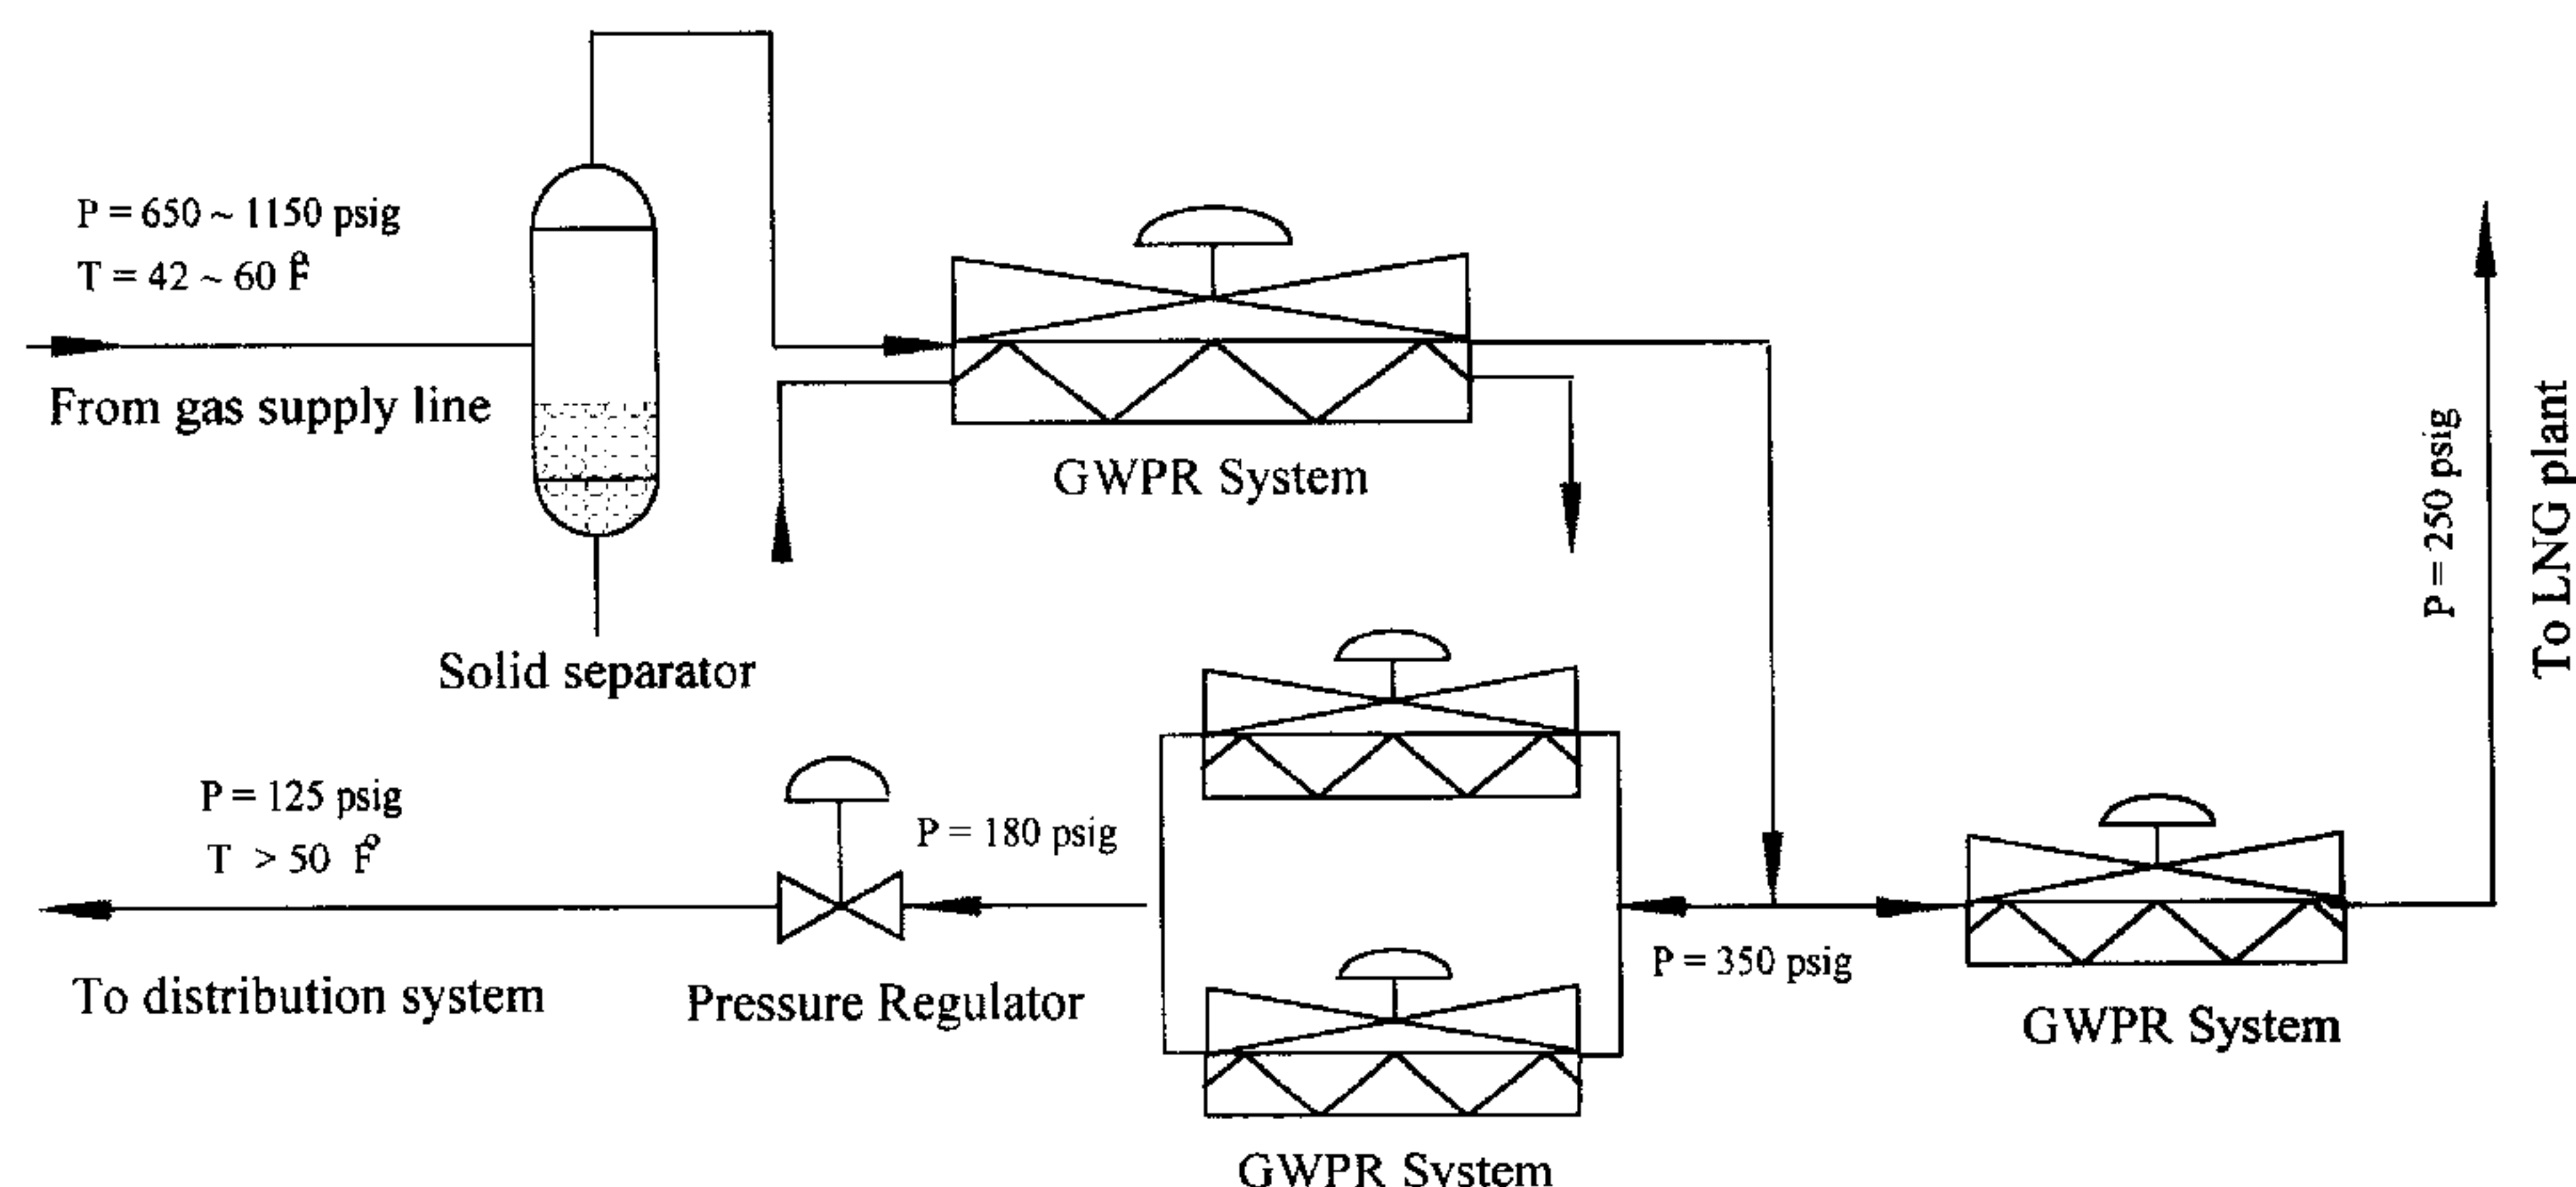 P = 650 ~ 1150 psig
T = 42 ~ 60 °F
From gas supply line
Solid separator
GWPR System
P = 250 psig
To LNG plant
P = 125 psig
T > 50 °F
To distribution system
P = 180 psig
Pressure Regulator
P = 350 psig
GWPR System
GWPR System